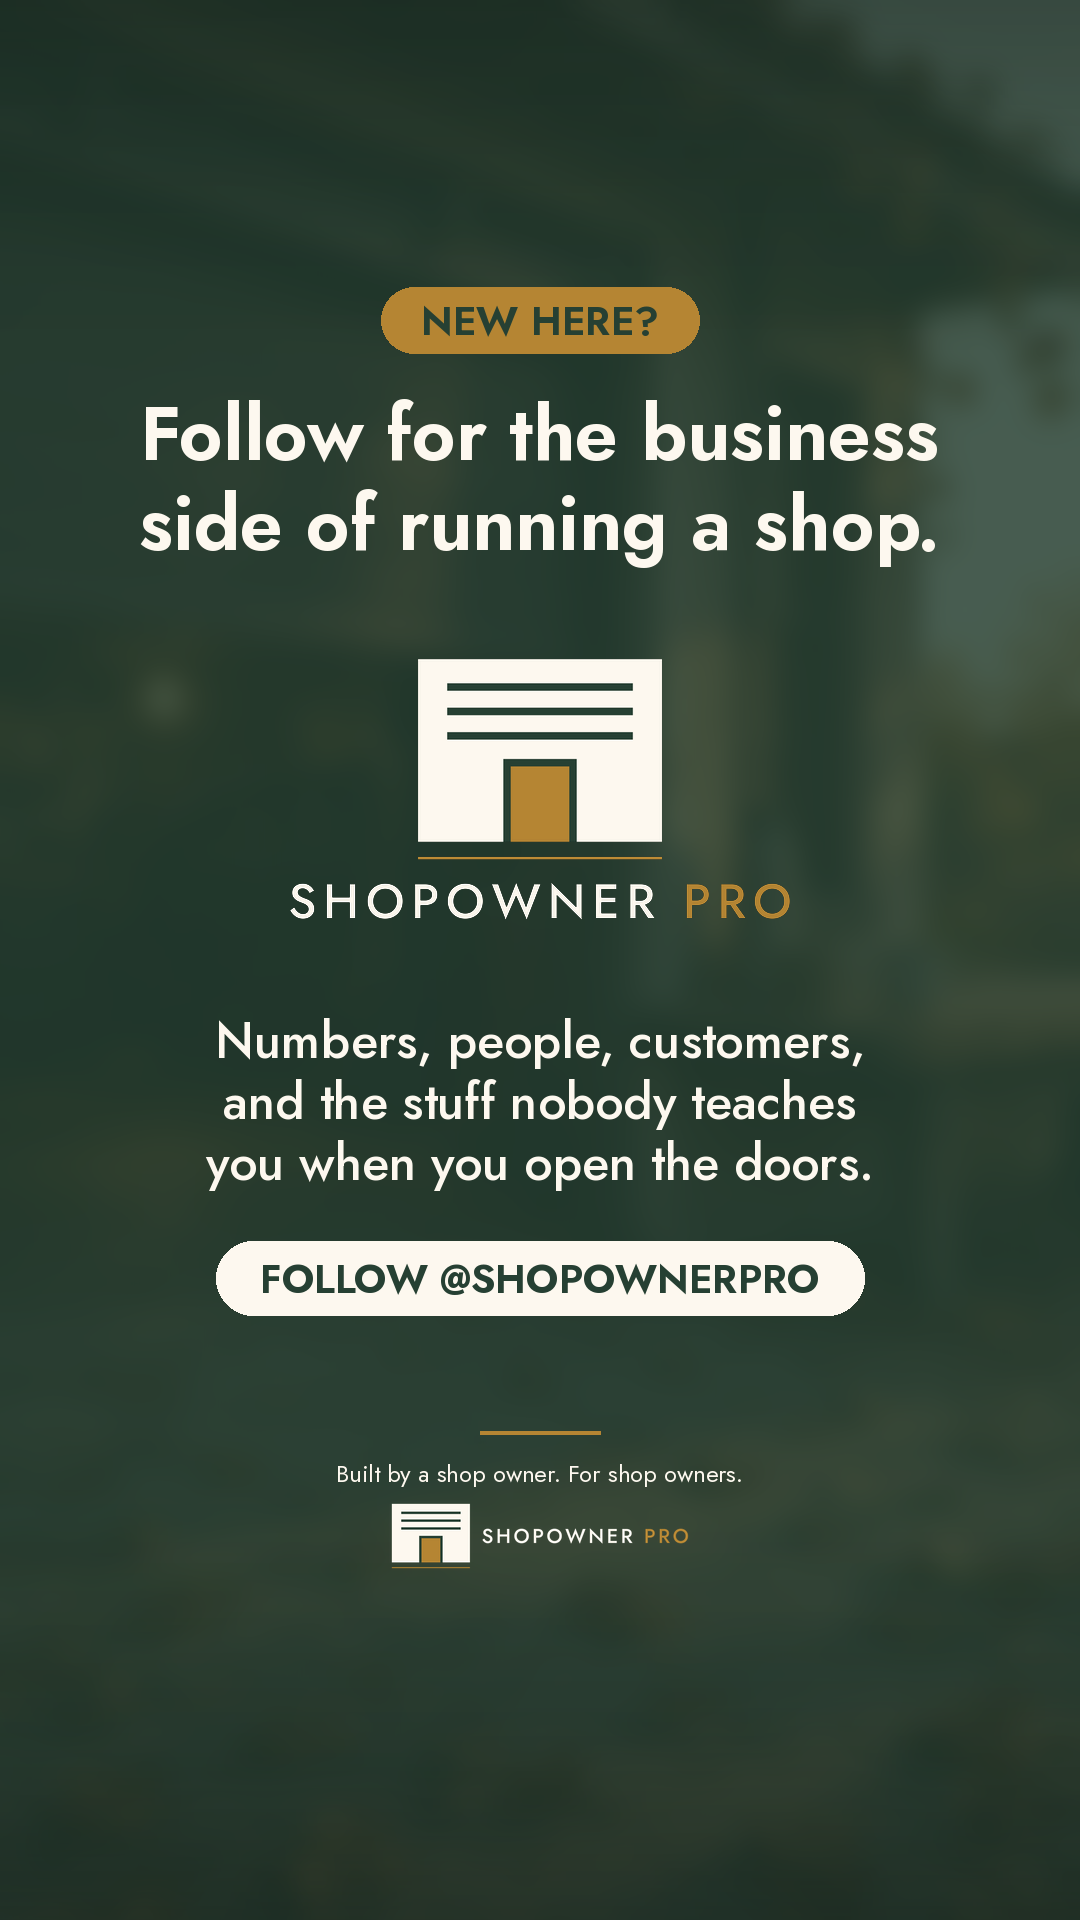 NEW HERE?
Follow for the business
side of running a shop.
SHOPOWNER PRO
Numbers, people, customers,
and the stuff nobody teaches
you when you open the doors.
FOLLOW @SHOPOWNERPRO
Built by a shop owner. For shop owners.
SHOPOWNER PRO